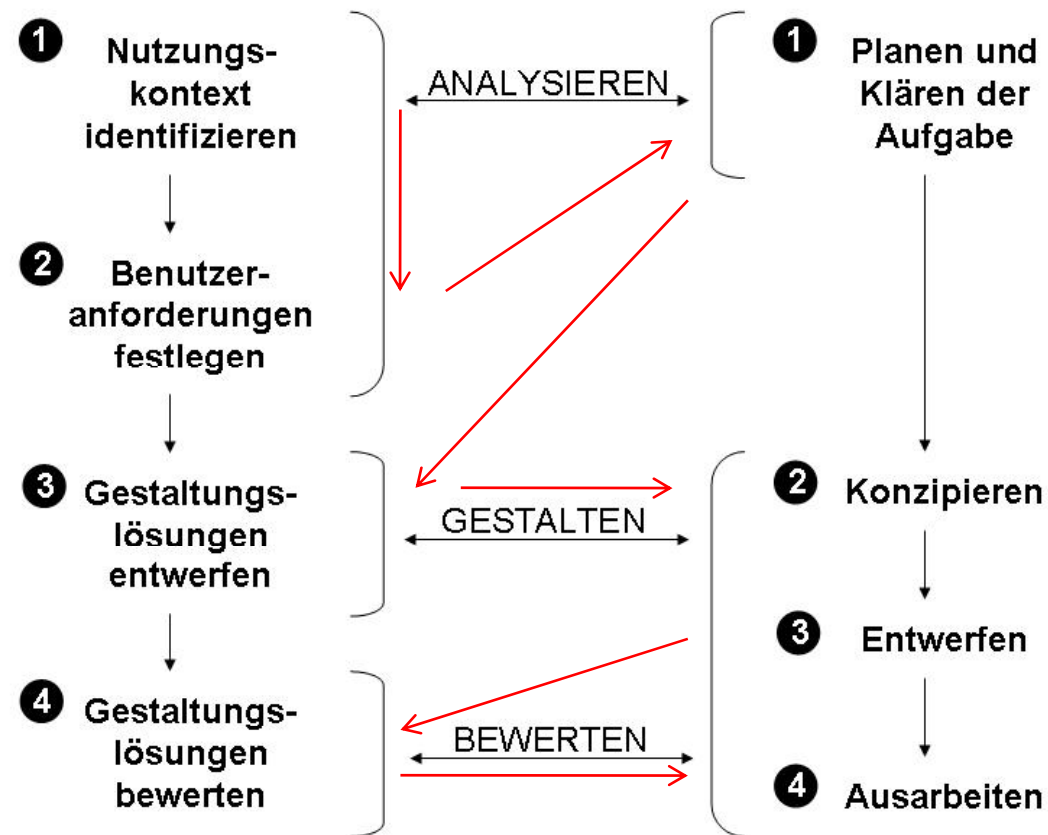 1 Nutzungs-
kontext
identifizieren
2 Benutzer-
anforderungen
festlegen
3 Gestaltungs-
lösungen
entwerfen
4 Gestaltungs-
lösungen
bewerten
ANALYSIEREN
GESTALTEN
BEWERTEN
1 Planen und
Klären der
Aufgabe
2 Konzipieren
3 Entwerfen
4 Ausarbeiten